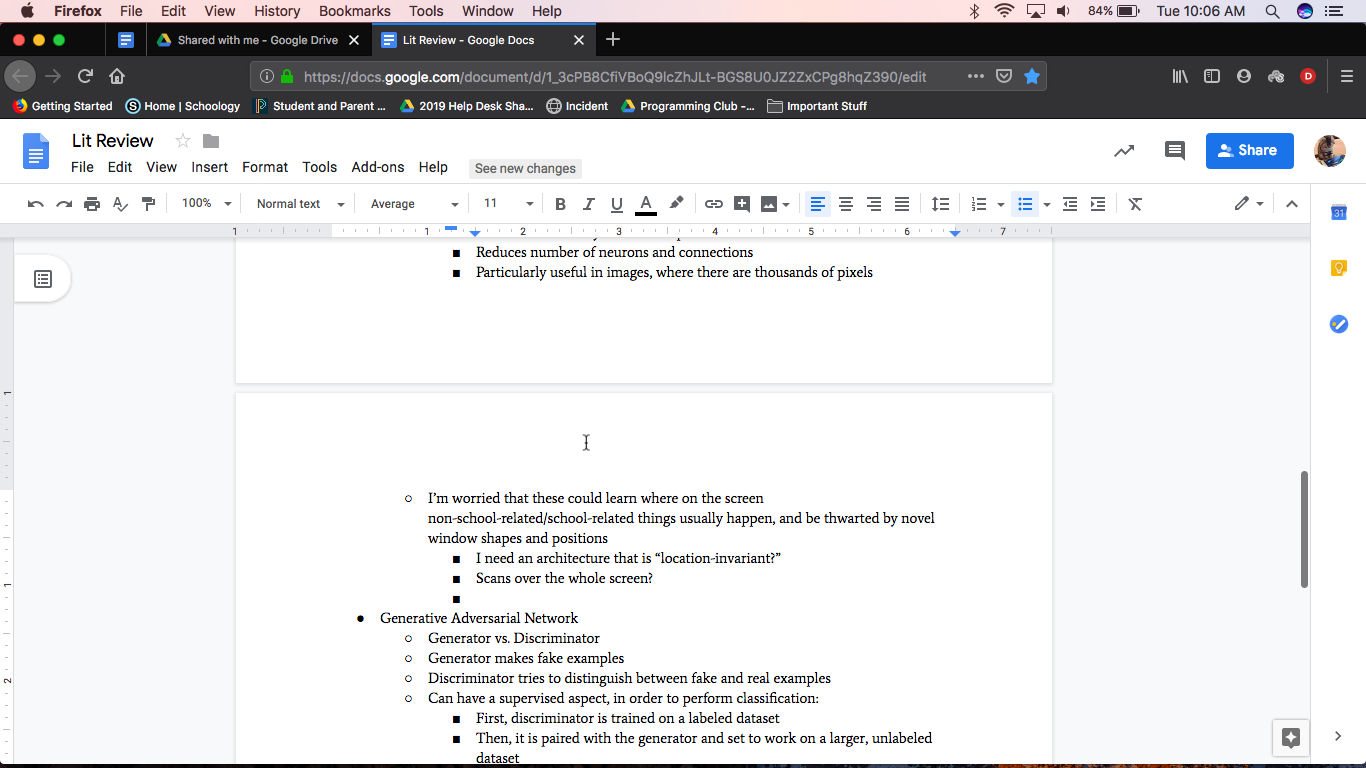 Firefox File Edit View History Bookmarks Tools Window Help 84% Tue 10:06 AM
Shared with me - Google Drive Lit Review - Google Docs
https://docs.google.com/document/d/1_3cPB8CfiVBoQ9lcZhJLt-BGS8U0JZ2ZxCPg8hqZ390/edit
Getting Started Home | Schoology Student and Parent ... 2019 Help Desk Sha... Incident Programming Club -... Important Stuff
Lit Review
File Edit View Insert Format Tools Add-ons Help See new changes
Share
100% Normal text Average 11 B I U A
1 1 2 3 4 5 6 7
31
Reduces number of neurons and connections
Particularly useful in images, where there are thousands of pixels
I'm worried that these could learn where on the screen
non-school-related/school-related things usually happen, and be thwarted by novel
window shapes and positions
I need an architecture that is “location-invariant?”
Scans over the whole screen?
Generative Adversarial Network
Generator vs. Discriminator
Generator makes fake examples
Discriminator tries to distinguish between fake and real examples
Can have a supervised aspect, in order to perform classification:
First, discriminator is trained on a labeled dataset
Then, it is paired with the generator and set to work on a larger, unlabeled
dataset